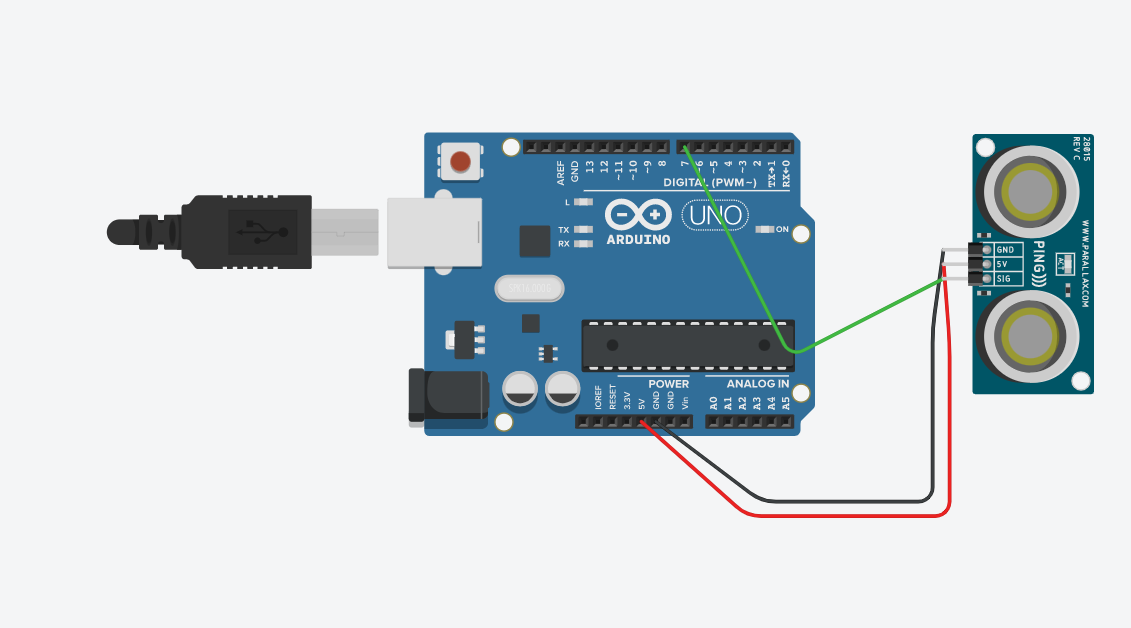 AREF
GND
13
12
~11
~10
~9
8
7
6
~5
~4
~3
2
TX→1
RX←0
DIGITAL (PWM~)
L
TX
RX
ARDUINO
UNO
ON
POWER
ANALOG IN
IOREF
RESET
3.3V
5V
GND
GND
Vin
A0
A1
A2
A3
A4
A5
28015
REV C
WWW.PARALLAX.COM
PING)))
GND
5V
SIG
ACT